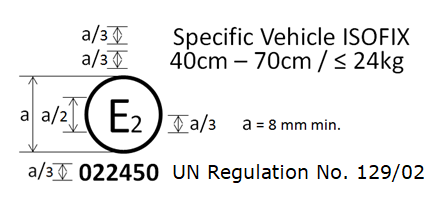 a/3 Specific Vehicle ISOFIX
a/3 40cm – 70cm / ≤ 24kg
a a/2 E2 a/3 a = 8 mm min.
a/3 022450 UN Regulation No. 129/02